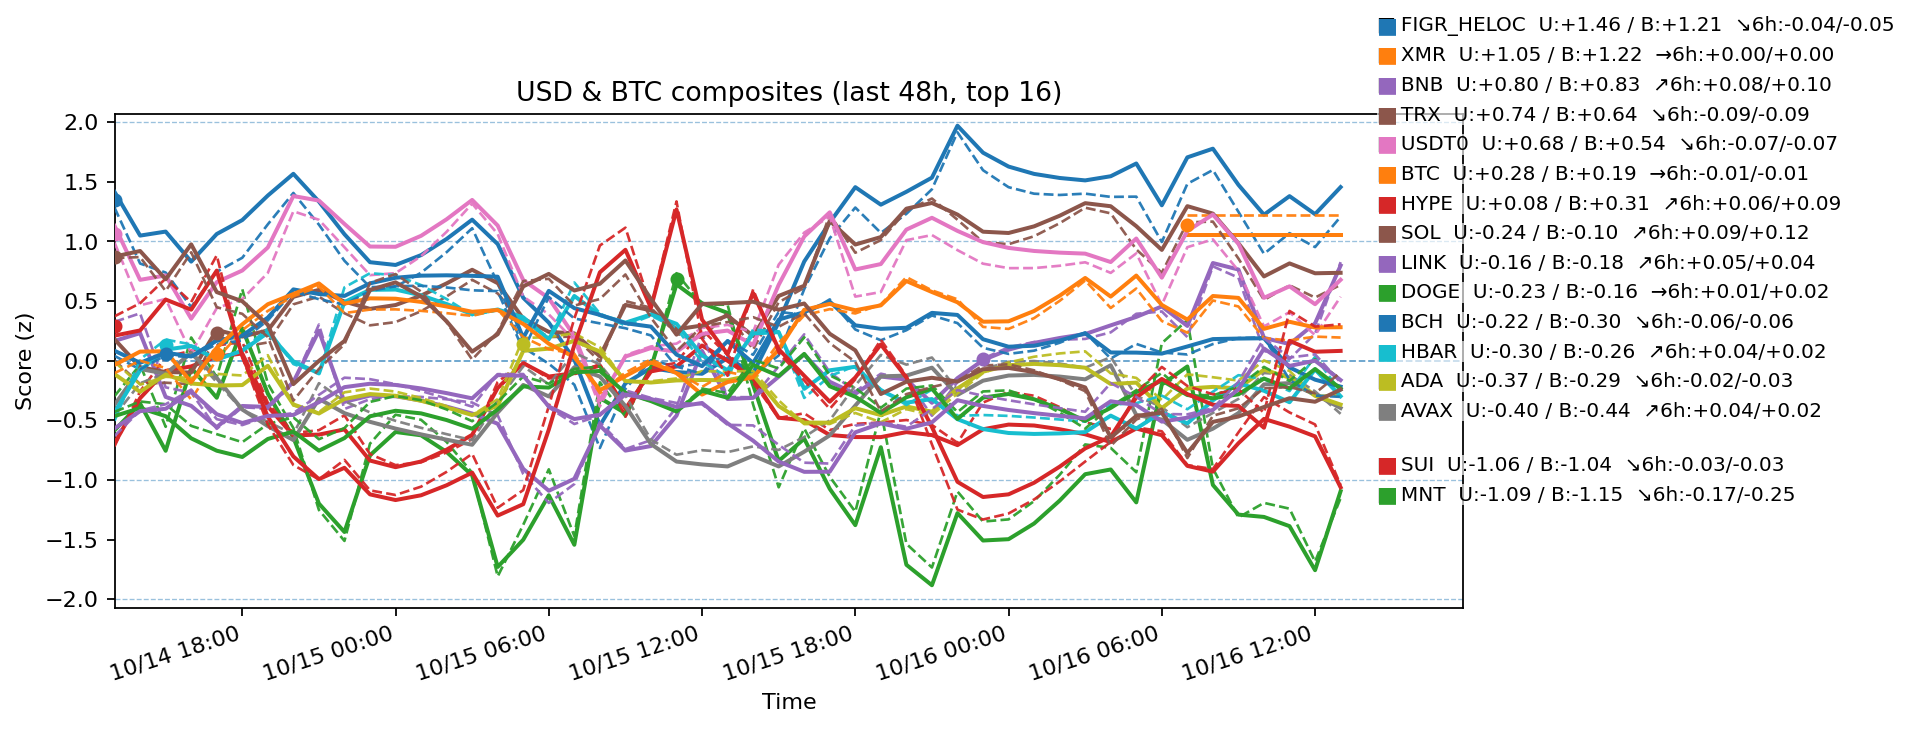 USD & BTC composites (last 48h, top 16)
FIGR_HELOC U:+1.46 / B:+1.21 ↘6h:-0.04/-0.05
XMR U:+1.05 / B:+1.22 →6h:+0.00/+0.00
BNB U:+0.80 / B:+0.83 ↗6h:+0.08/+0.10
TRX U:+0.74 / B:+0.64 ↘6h:-0.09/-0.09
USDT0 U:+0.68 / B:+0.54 ↘6h:-0.07/-0.07
BTC U:+0.28 / B:+0.19 →6h:-0.01/-0.01
HYPE U:+0.08 / B:+0.31 ↗6h:+0.06/+0.09
SOL U:-0.24 / B:-0.10 ↗6h:+0.09/+0.12
LINK U:-0.16 / B:-0.18 ↗6h:+0.05/+0.04
DOGE U:-0.23 / B:-0.16 →6h:+0.01/+0.02
BCH U:-0.22 / B:-0.30 ↘6h:-0.06/-0.06
HBAR U:-0.30 / B:-0.26 ↗6h:+0.04/+0.02
ADA U:-0.37 / B:-0.29 ↘6h:-0.02/-0.03
AVAX U:-0.40 / B:-0.44 ↗6h:+0.04/+0.02
SUI U:-1.06 / B:-1.04 ↘6h:-0.03/-0.03
MNT U:-1.09 / B:-1.15 ↘6h:-0.17/-0.25
Score (z)
2.0
1.5
1.0
0.5
0.0
−0.5
−1.0
−1.5
−2.0
10/14 18:00
10/15 00:00
10/15 06:00
10/15 12:00
10/15 18:00
10/16 00:00
10/16 06:00
10/16 12:00
Time